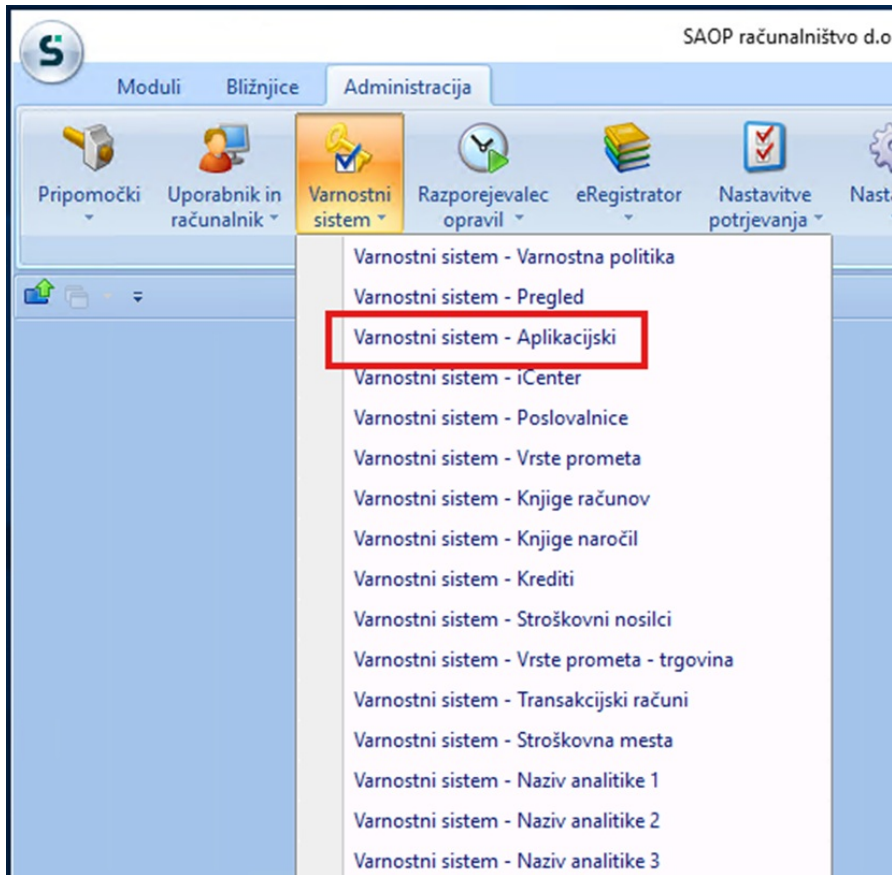 S
SAOP računalništvo d.o
Moduli Bližnjice Administracija
Pripomočki
Uporabnik in
računalnik
Varnostni
sistem
Razporejevalec
opravil
eRegistrator
Nastavitve
potrjevanja
Varnostni sistem - Varnostna politika
Varnostni sistem - Pregled
Varnostni sistem - Aplikacijski
Varnostni sistem - iCenter
Varnostni sistem - Poslovalnice
Varnostni sistem - Vrste prometa
Varnostni sistem - Knjige računov
Varnostni sistem - Knjige naročil
Varnostni sistem - Krediti
Varnostni sistem - Stroškovni nosilci
Varnostni sistem - Vrste prometa - trgovina
Varnostni sistem - Transakcijski računi
Varnostni sistem - Stroškovna mesta
Varnostni sistem - Naziv analitike 1
Varnostni sistem - Naziv analitike 2
Varnostni sistem - Naziv analitike 3